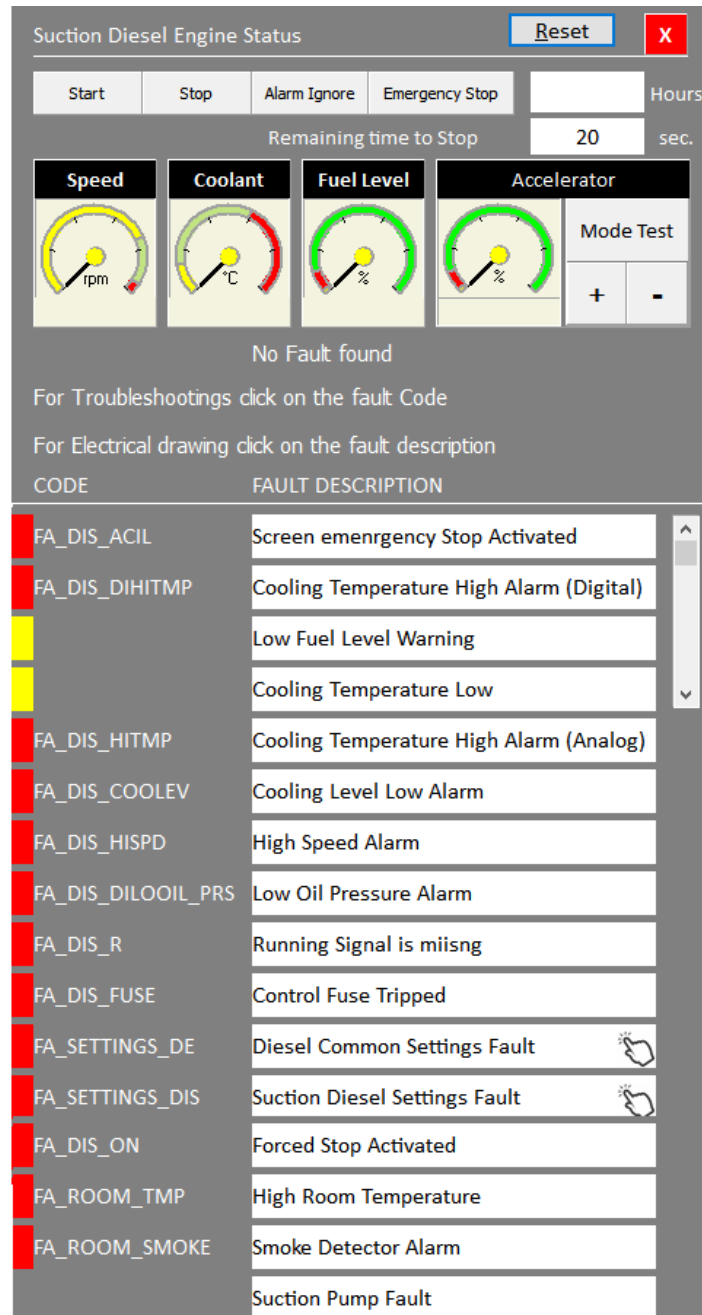 Suction Diesel Engine Status Reset X
Start Stop Alarm Ignore Emergency Stop Hours
Remaining time to Stop 20 sec.
Speed Coolant Fuel Level Accelerator
rpm °C % % Mode Test
+ -
No Fault found
For Troubleshootings click on the fault Code
For Electrical drawing click on the fault description
CODE FAULT DESCRIPTION
FA_DIS_ACIL Screen emenrgency Stop Activated
FA_DIS_DIHITMP Cooling Temperature High Alarm (Digital)
Low Fuel Level Warning
Cooling Temperature Low
FA_DIS_HITMP Cooling Temperature High Alarm (Analog)
FA_DIS_COOLEV Cooling Level Low Alarm
FA_DIS_HISPD High Speed Alarm
FA_DIS_DILOOIL_PRS Low Oil Pressure Alarm
FA_DIS_R Running Signal is miisng
FA_DIS_FUSE Control Fuse Tripped
FA_SETTINGS_DE Diesel Common Settings Fault
FA_SETTINGS_DIS Suction Diesel Settings Fault
FA_DIS_ON Forced Stop Activated
FA_ROOM_TMP High Room Temperature
FA_ROOM_SMOKE Smoke Detector Alarm
Suction Pump Fault